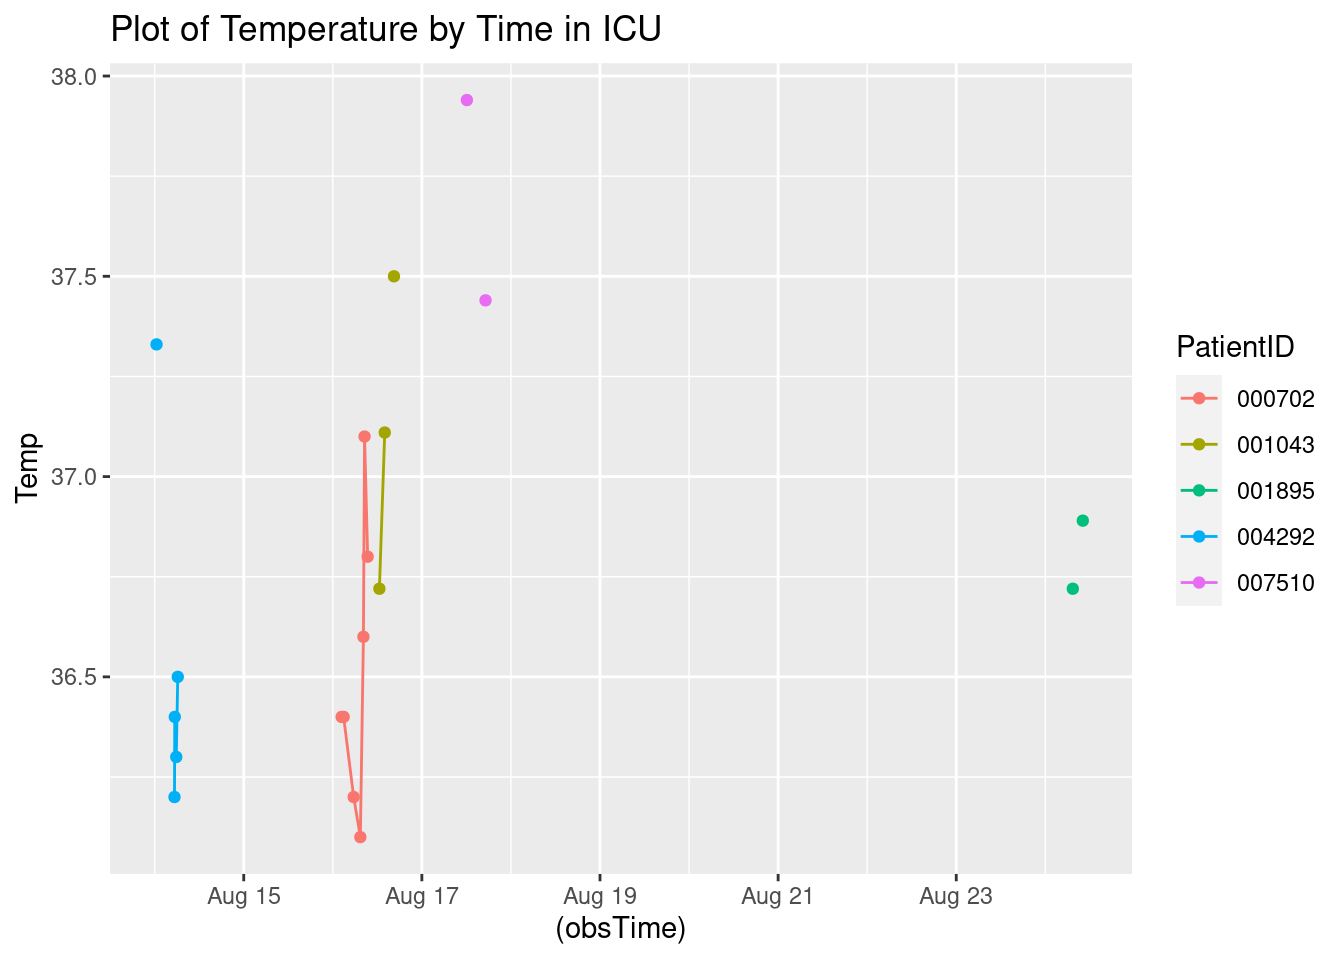 Plot of Temperature by Time in ICU
38.0
37.5
37.0
36.5
Temp
Aug 15 Aug 17 Aug 19 Aug 21 Aug 23
(obsTime)
PatientID
000702
001043
001895
004292
007510